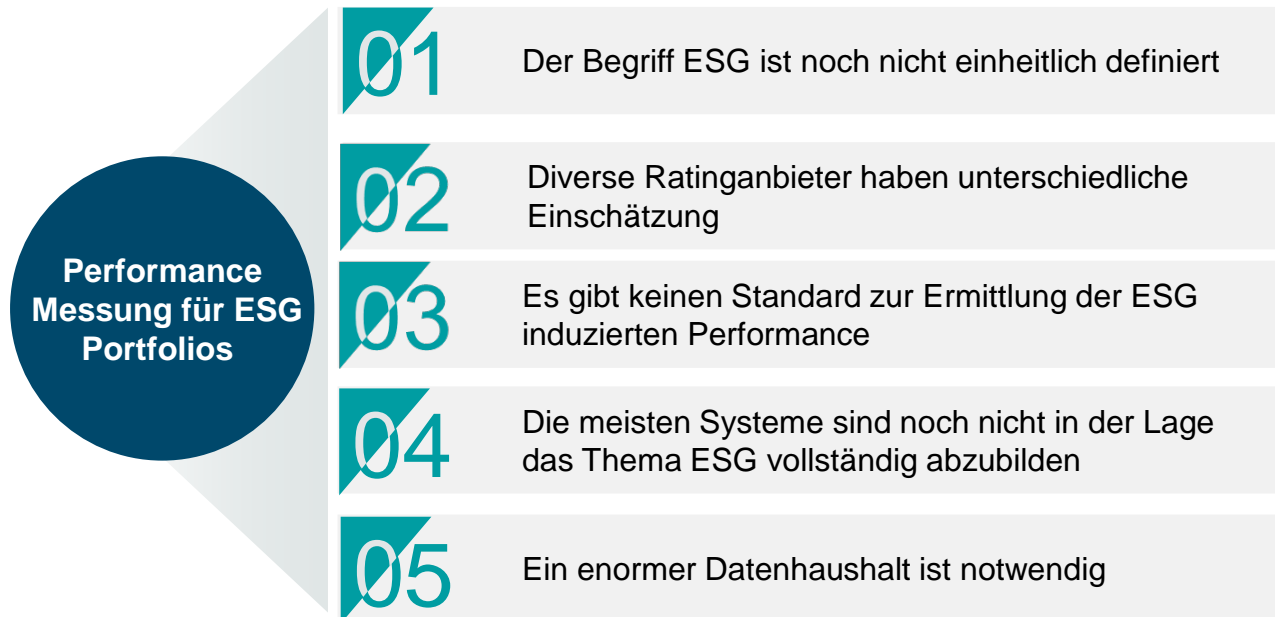 Performance
Messung für ESG
Portfolios
01
Der Begriff ESG ist noch nicht einheitlich definiert
02
Diverse Ratinganbieter haben unterschiedliche
Einschätzung
03
Es gibt keinen Standard zur Ermittlung der ESG
induzierten Performance
04
Die meisten Systeme sind noch nicht in der Lage
das Thema ESG vollständig abzubilden
05
Ein enormer Datenhaushalt ist notwendig